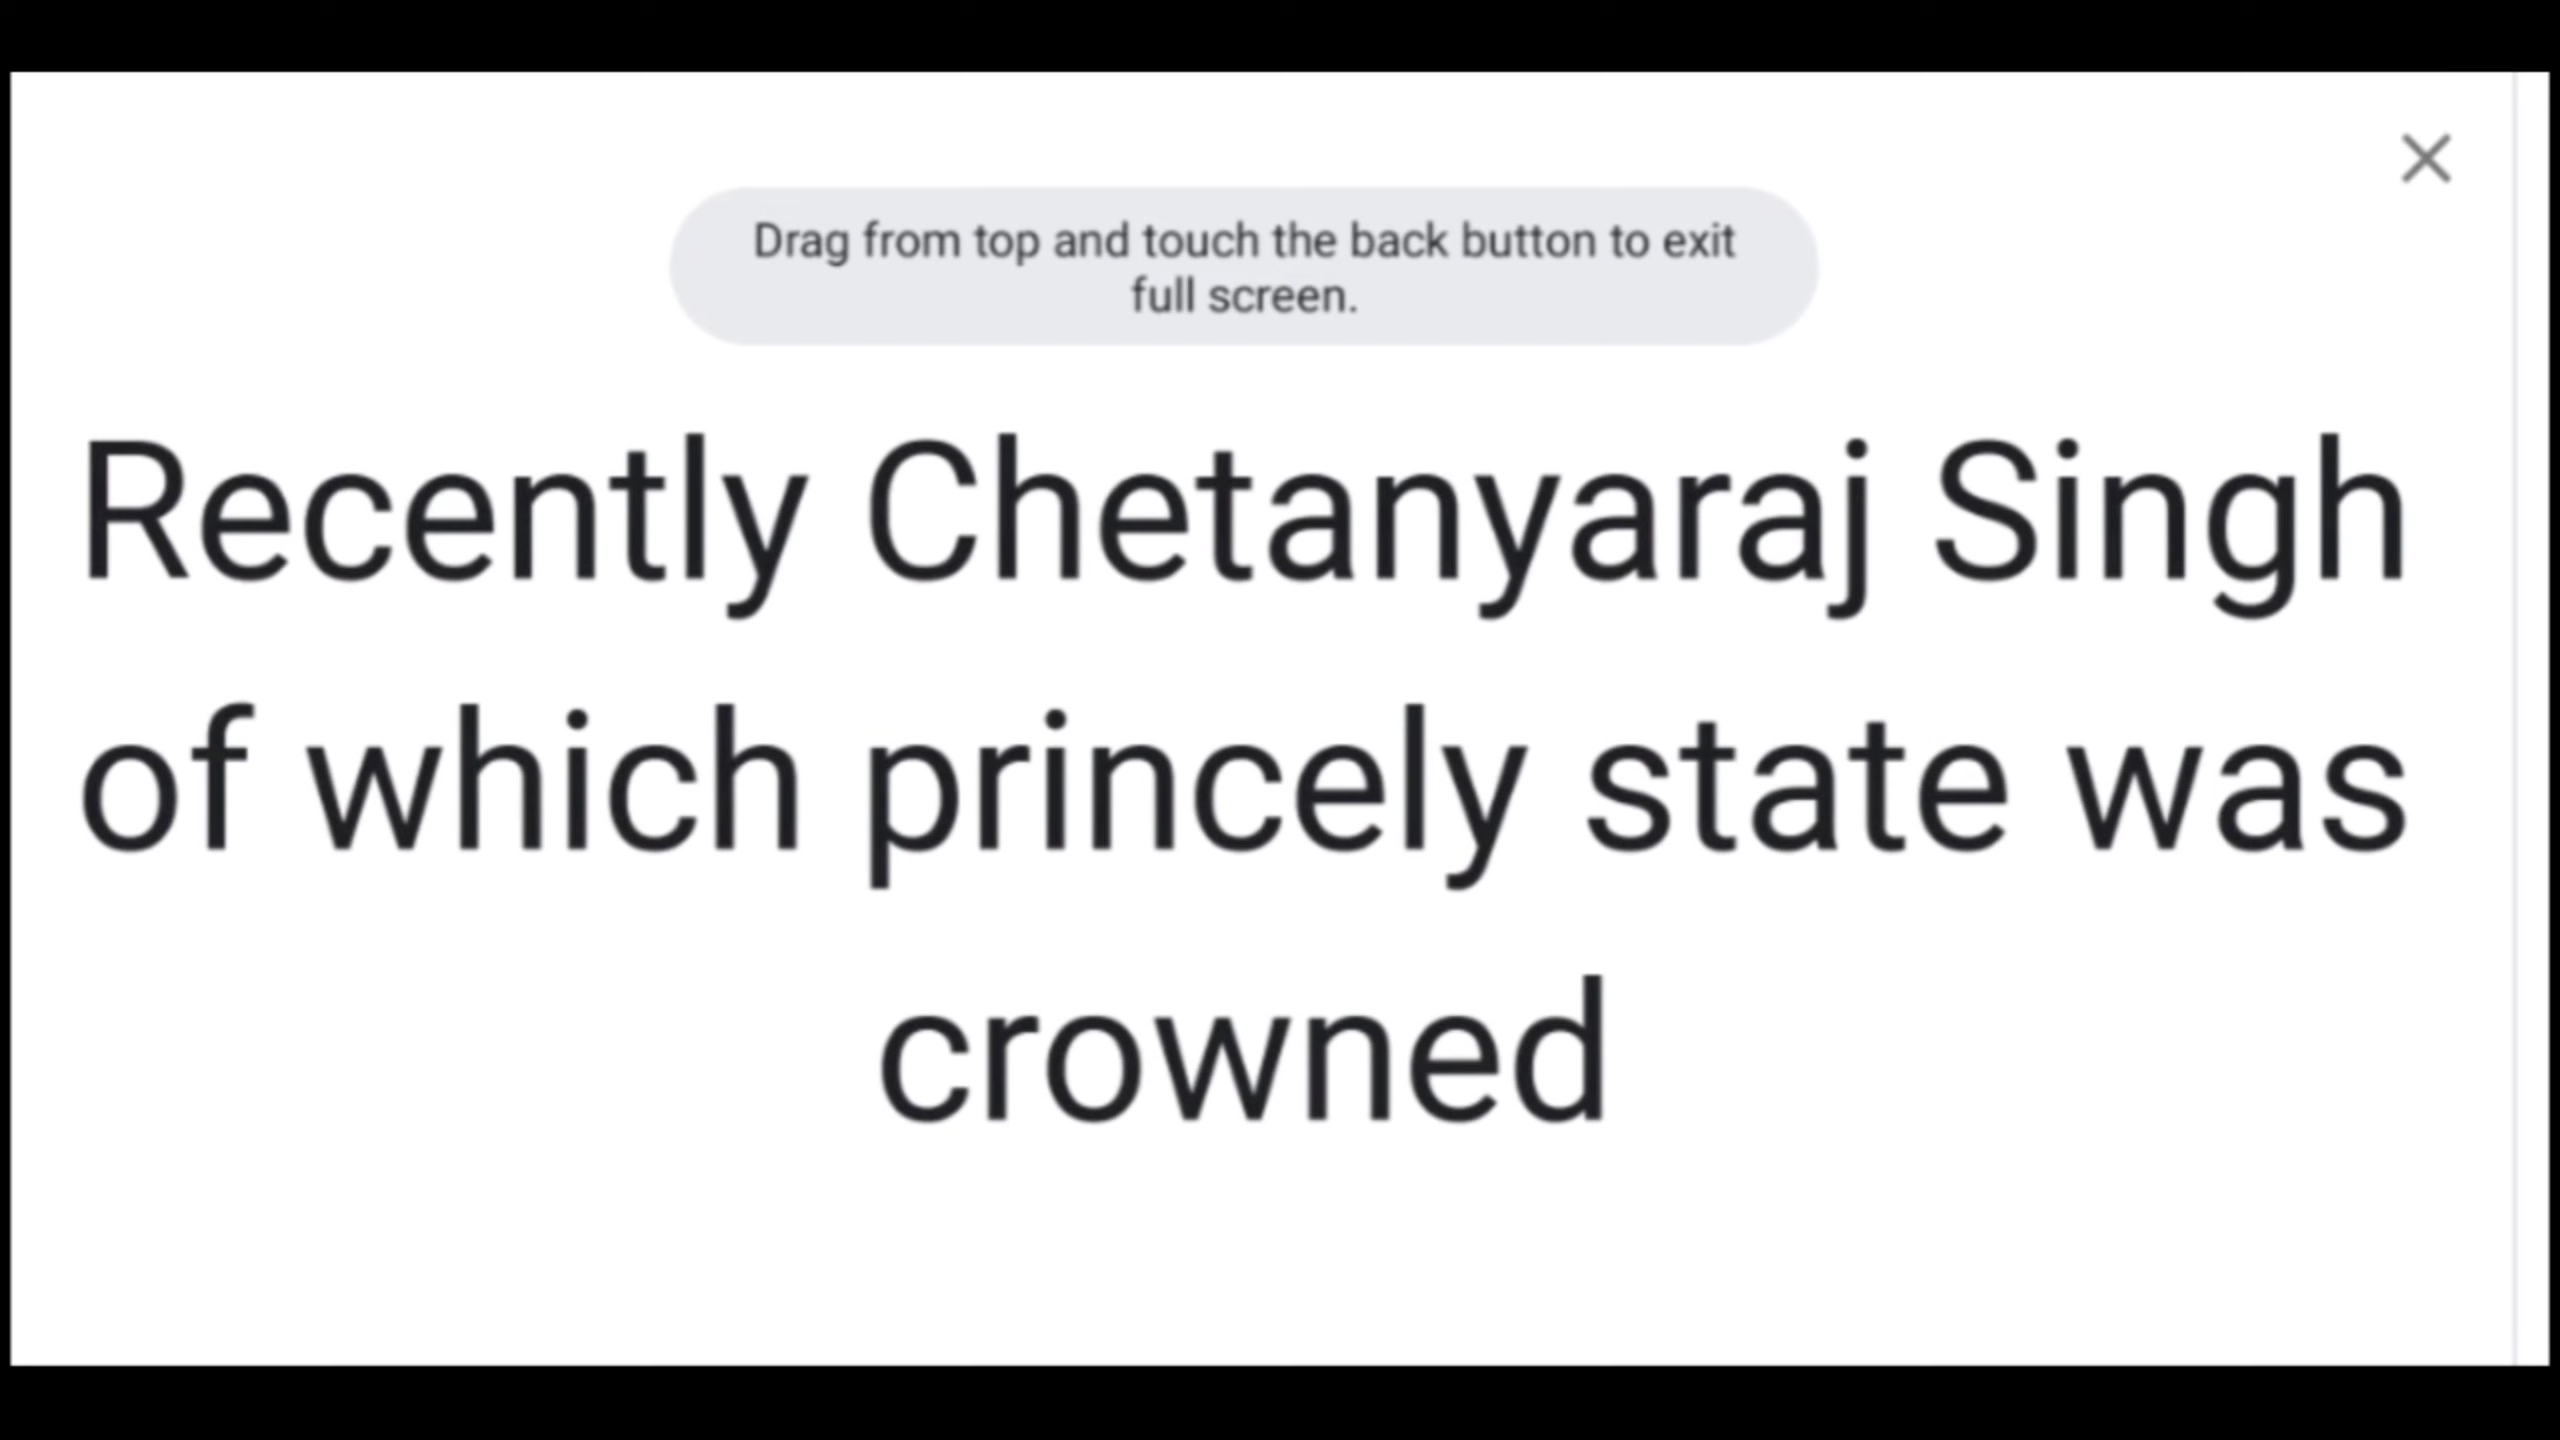 Drag from top and touch the back button to exit
full screen.
Recently Chetanyaraj Singh
of which princely state was
crowned